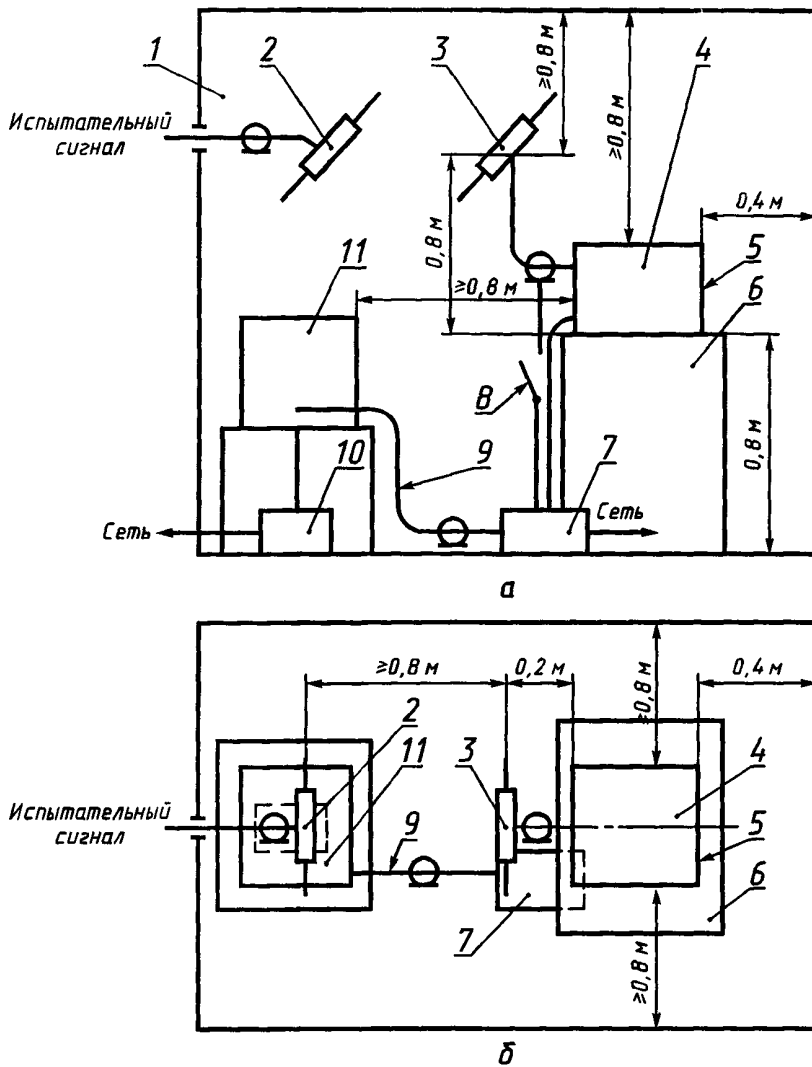 1
2
3
4
≥0,8 м
≥0,8 м
Испытательный
сигнал
0,4 м
5
6
0,8 м
≥0,8 м
11
8
0,8 м
10
9
7
Сеть
Сеть
а
≥0,8 м
0,2 м
≥0,8 м
0,4 м
2
11
3
4
Испытательный
сигнал
9
5
6
7
≥0,8 м
б